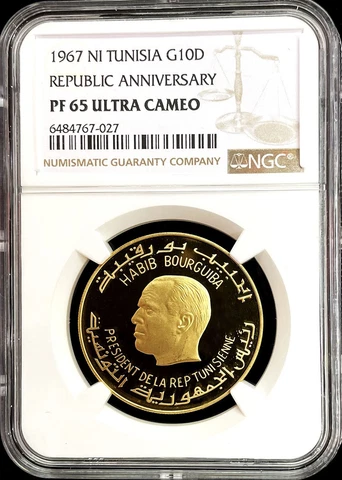 1967 NI TUNISIA G10D
REPUBLIC ANNIVERSARY
PF 65 ULTRA CAMEO
6484767-027
NUMISMATIC GUARANTY COMPANY
NGC®
الحبيب بورقيبة
HABIB BOURGUIBA
PRESIDENT DE LA REP TUNISIENNE
رئيس الجمهورية التونسية